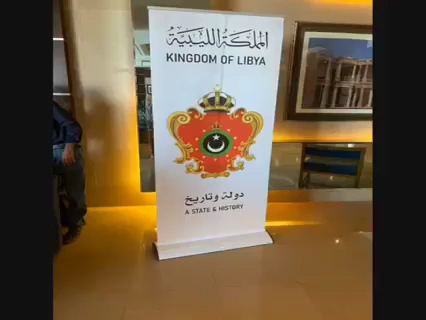 المملكة الليبية
KINGDOM OF LIBYA
دولة وتاريخ
A STATE & HISTORY